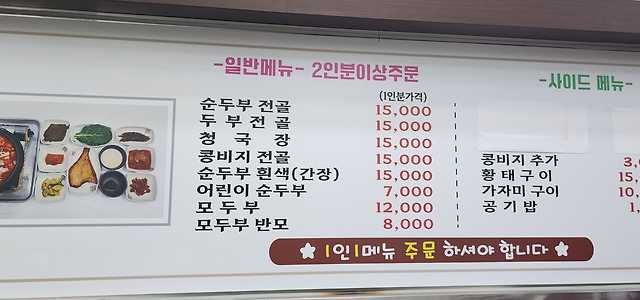 -일반메뉴- 2인분이상주문
(1인분가격)
순두부 전골 15,000
두부 전골 15,000
청국장 15,000
콩비지 전골 15,000
순두부 흰색(간장) 15,000
어린이 순두부 7,000
모두부 12,000
모두부 반모 8,000
-사이드 메뉴-
콩비지 추가
황태구이
가자미구이
공기밥
★ 1인 1메뉴 주문 하셔야 합니다 ★